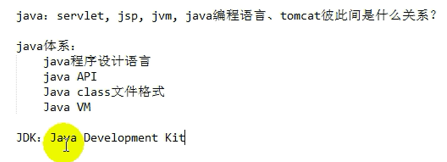 java: servlet, jsp, jvm, java编程语言、tomcat彼此间是什么关系?
java体系:
java程序设计语言
java API
Java class文件格式
Java VM
JDK: Java Development Kit